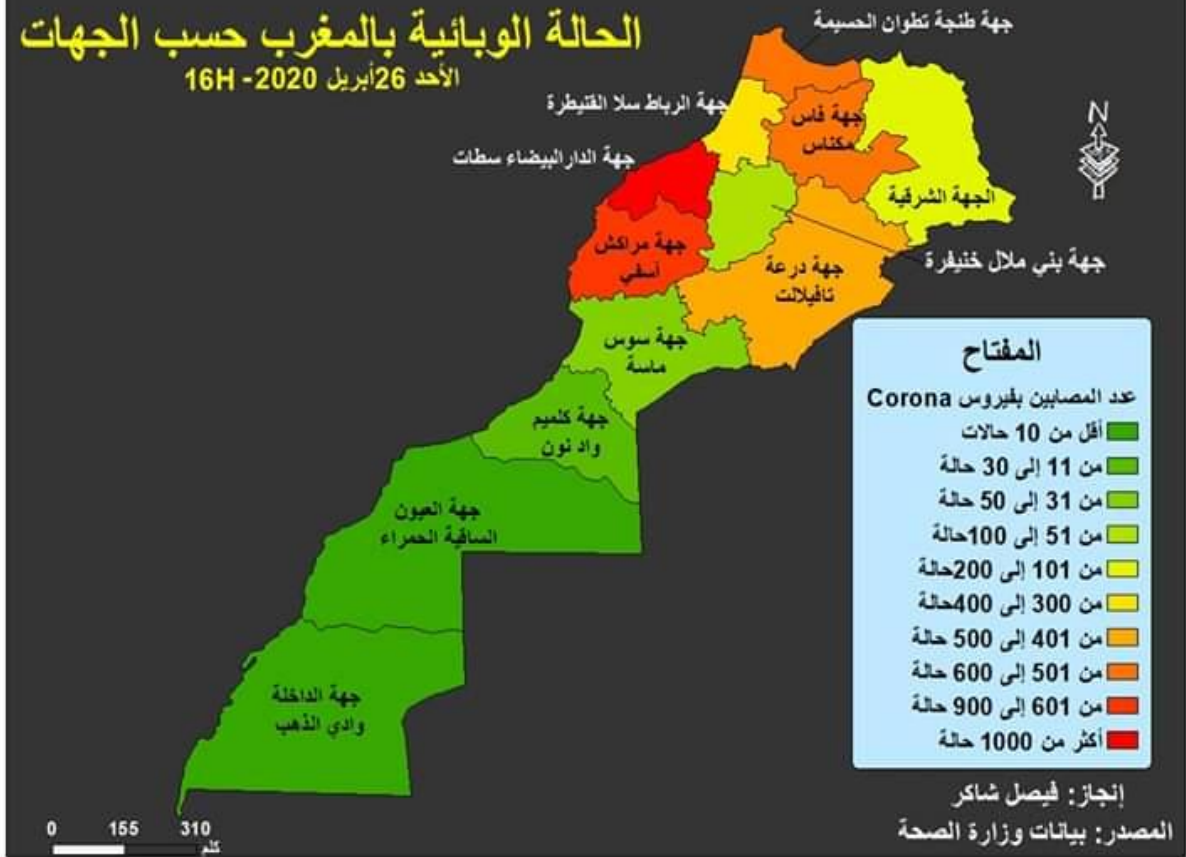 الحالة الوبائية بالمغرب حسب الجهات
الأحد 26أبريل 2020- 16H
جهة طنجة تطوان الحسيمة
جهة الرباط سلا القنيطرة
جهة فاس
مكناس
جهة الدارالبيضاء سطات
الجهة الشرقية
جهة مراكش
أسفي
جهة بني ملال خنيفرة
جهة درعة
تافيلالت
جهة سوس
ماسة
جهة كلميم
واد نون
جهة العيون
الساقية الحمراء
جهة الداخلة
وادي الذهب
N
المفتاح
عدد المصابين بفيروس Corona
أقل من 10 حالات
من 11 إلى 30 حالة
من 31 إلى 50 حالة
من 51 إلى 100حالة
من 101 إلى 200حالة
من 300 إلى 400حالة
من 401 إلى 500 حالة
من 501 إلى 600 حالة
من 601 إلى 900 حالة
أكثر من 1000 حالة
إنجاز: فيصل شاكر
المصدر: بيانات وزارة الصحة
0 155 310
كلم